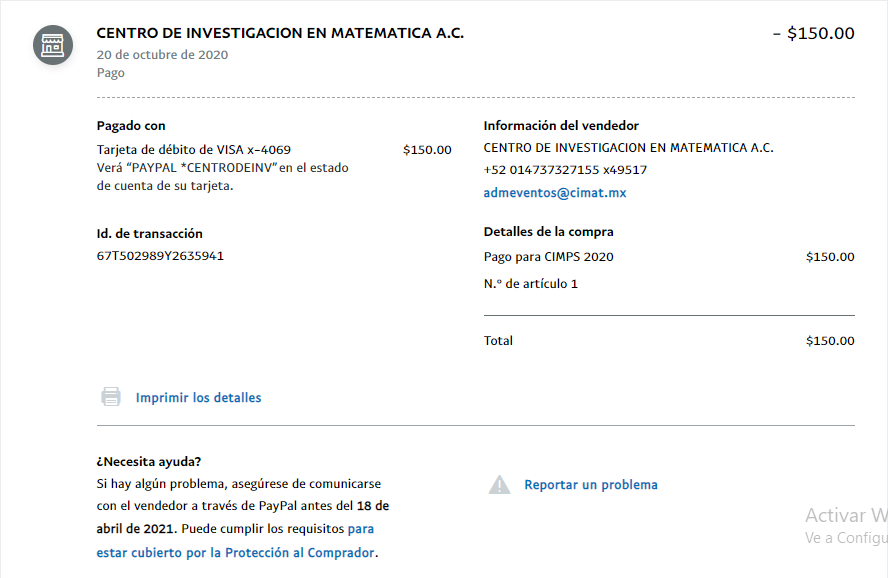 CENTRO DE INVESTIGACION EN MATEMATICA A.C.
- $150.00
20 de octubre de 2020
Pago
Pagado con
Tarjeta de débito de VISA x-4069
$150.00
Verá "PAYPAL *CENTRODEINV" en el estado
de cuenta de su tarjeta.
Id. de transacción
67T502989Y2635941
Información del vendedor
CENTRO DE INVESTIGACION EN MATEMATICA A.C.
+52 014737327155 x49517
admeventos@cimat.mx
Detalles de la compra
Pago para CIMPS 2020
$150.00
N.º de artículo 1
Total
$150.00
Imprimir los detalles
¿Necesita ayuda?
Si hay algún problema, asegúrese de comunicarse
con el vendedor a través de PayPal antes del 18 de
abril de 2021. Puede cumplir los requisitos para
estar cubierto por la Protección al Comprador.
Reportar un problema
Activar W
Ve a Configu